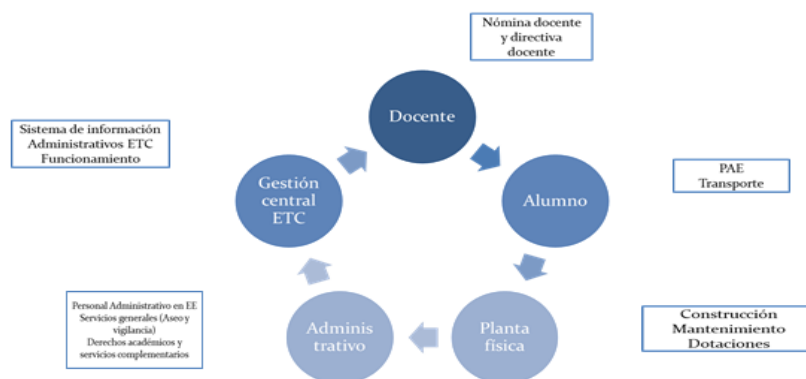 Nómina docente
y directiva
docente
Docente
Sistema de información
Administrativos ETC
Funcionamiento
Gestión
central
ETC
Alumno
PAE
Transporte
Personal Administrativo en EE
Servicios generales (Aseo y
vigilancia)
Derechos académicos y
servicios complementarios
Adminis
trativo
Planta
física
Construcción
Mantenimiento
Dotaciones